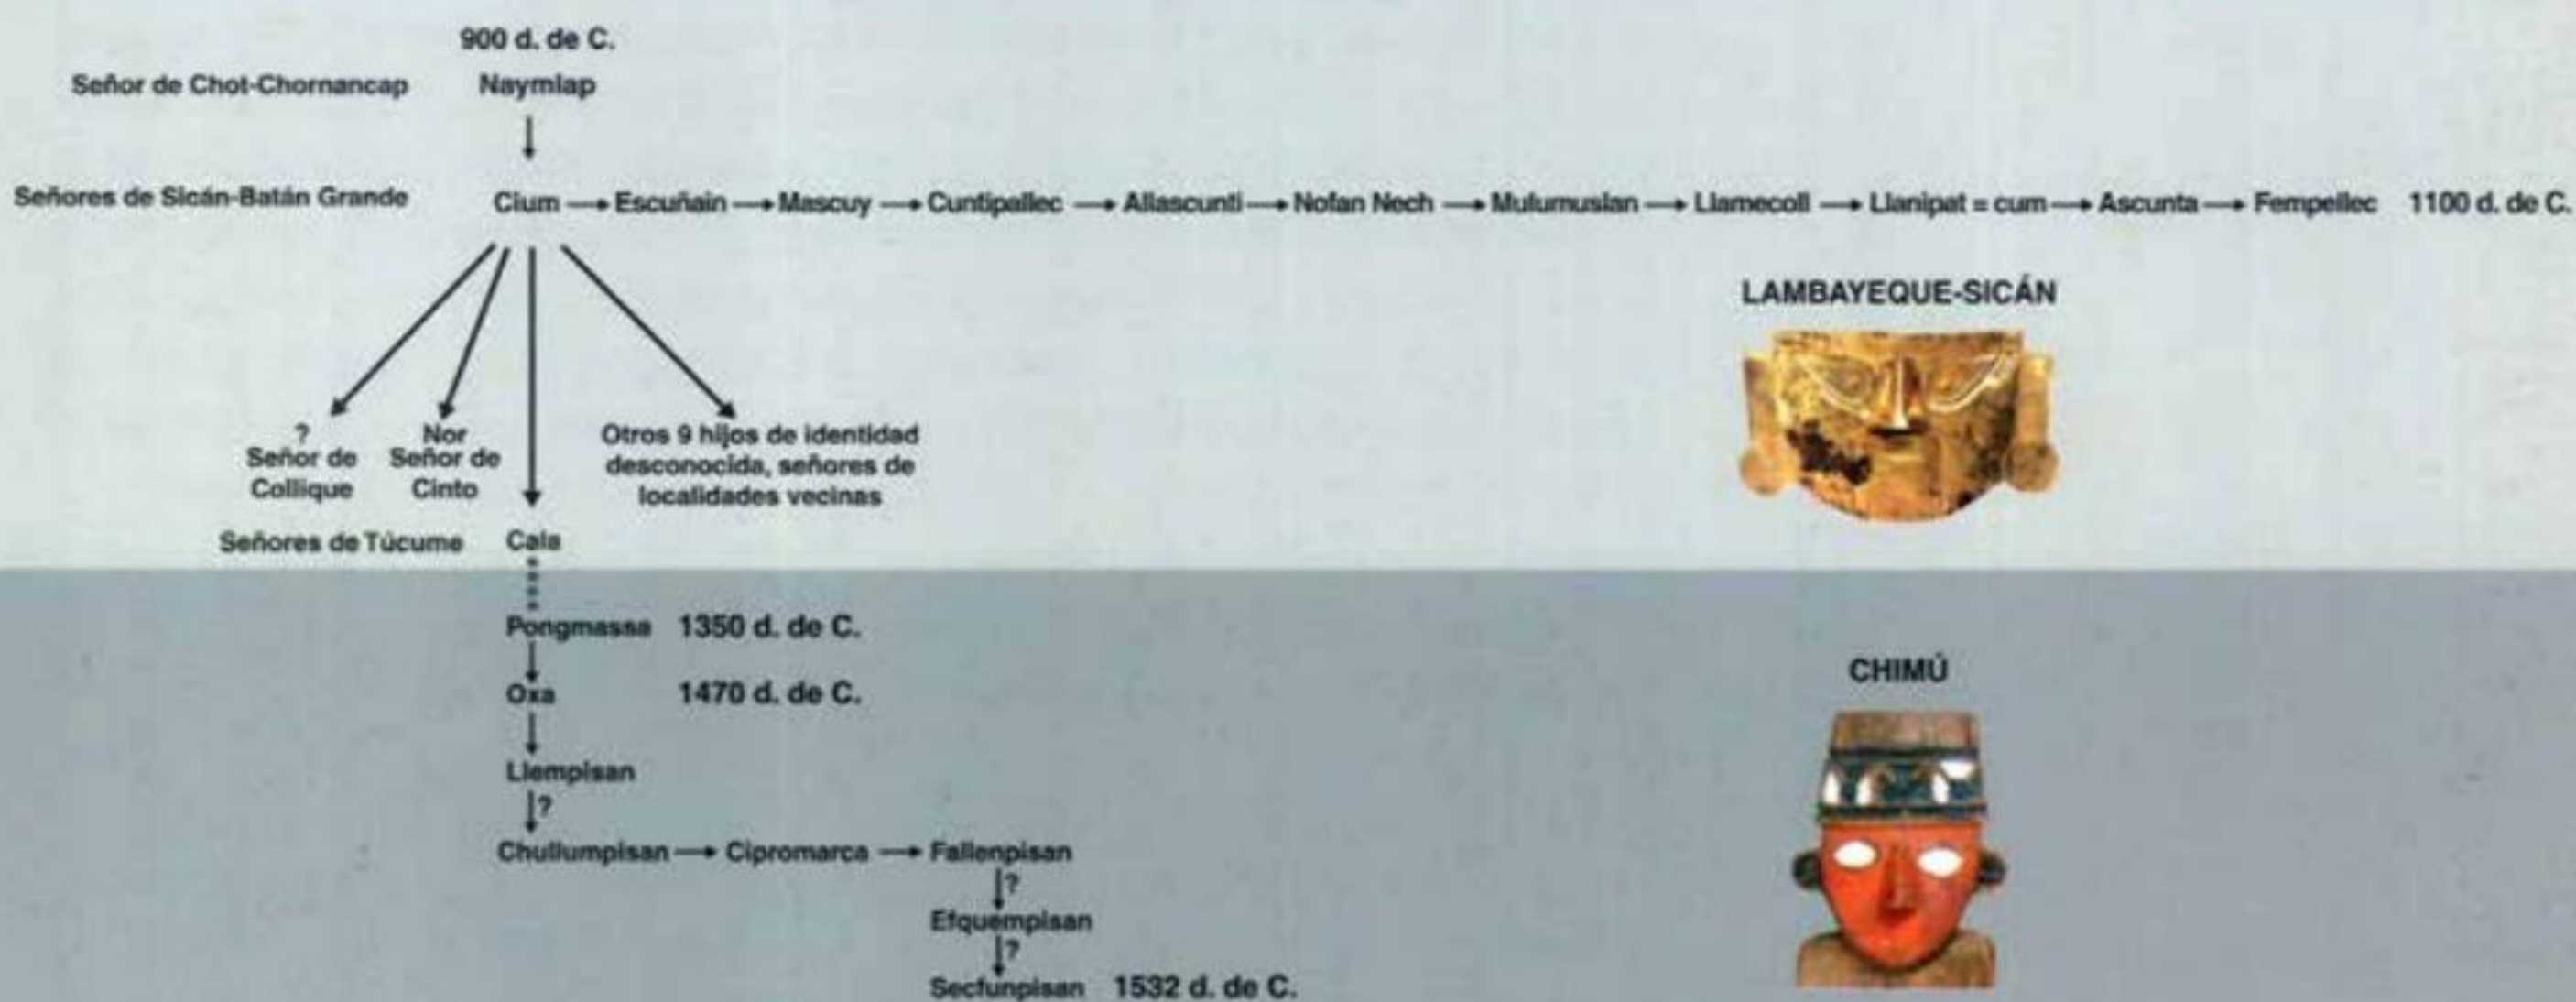 900 d. de C.
Señor de Chot-Chornancap Naymlap
Señores de Sicán-Batán Grande Cium Escuñain Mascuy Cuntipallec Allascunti Nofan Nech Mulumuslan Llamecoll Llanipat = cum Ascunta Fempellec 1100 d. de C.
LAMBAYEQUE-SICÁN
?
Señor de
Collique
Nor
Señor de
Cinto
Otros 9 hijos de identidad
desconocida, señores de
localidades vecinas
Señores de Túcume Cala
Pongmassa 1350 d. de C.
CHIMÚ
Oxa 1470 d. de C.
Llempisan
?
Chullumpisan Cipromarca Fallenpisan
?
Efquempisan
?
Secfunpisan 1532 d. de C.